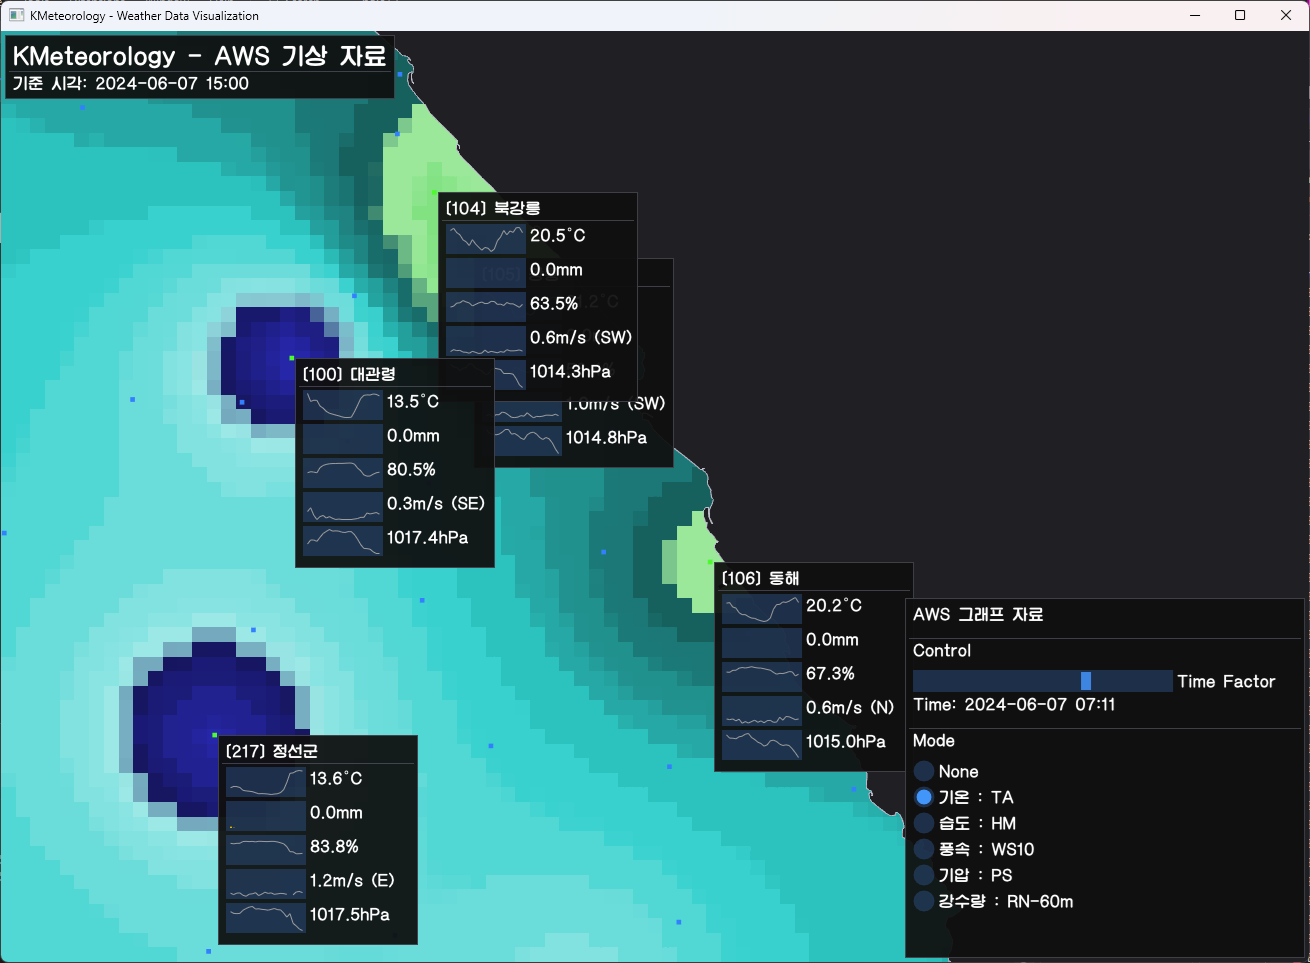 KMeteorology - Weather Data Visualization
KMeteorology - AWS 기상 자료
기준 시각: 2024-06-07 15:00
[104] 북강릉
20.5°C
0.0mm
63.5%
0.6m/s (SW)
1014.3hPa
[105]
1.0m/s (SW)
1014.8hPa
[100] 대관령
13.5°C
0.0mm
80.5%
0.3m/s (SE)
1017.4hPa
[106] 동해
20.2°C
0.0mm
67.3%
0.6m/s (N)
1015.0hPa
[217] 정선군
13.6°C
0.0mm
83.8%
1.2m/s (E)
1017.5hPa
AWS 그래프 자료
Control
Time Factor
Time: 2024-06-07 07:11
Mode
None
기온 : TA
습도 : HM
풍속 : WS10
기압 : PS
강수량 : RN-60m